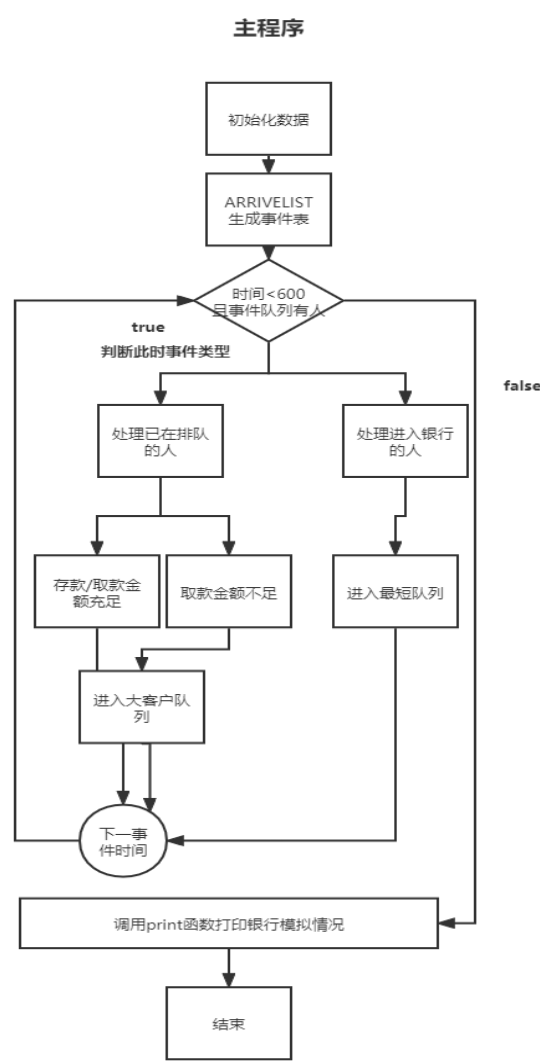 主程序
初始化数据
ARRIVELIST
生成事件表
时间<600
且事件队列有人
true
判断此时事件类型
false
处理已在排队
的人
处理进入银行
的人
存款/取款金
额充足
取款金额不足
进入最短队列
进入大客户队
列
下一事
件时间
调用print函数打印银行模拟情况
结束